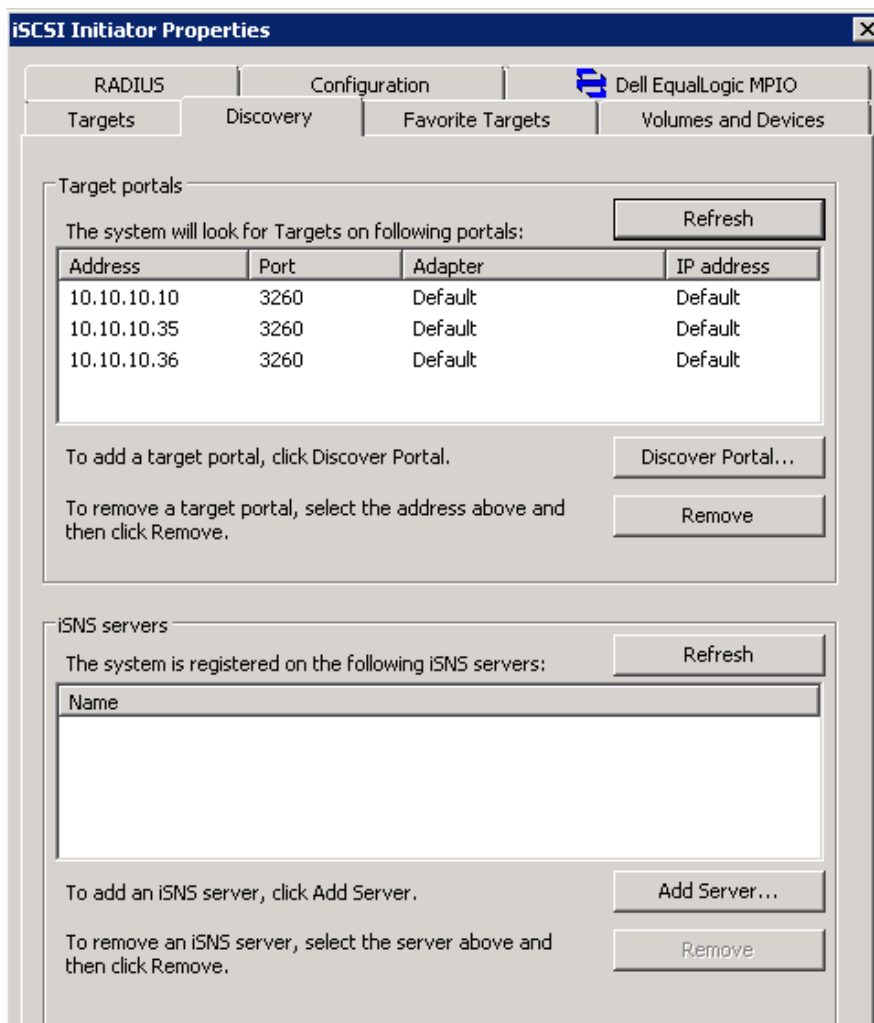 iSCSI Initiator Properties
RADIUS Configuration Dell EqualLogic MPIO
Targets Discovery Favorite Targets Volumes and Devices
Target portals
The system will look for Targets on following portals:
Refresh
Address Port Adapter IP address
10.10.10.10 3260 Default Default
10.10.10.35 3260 Default Default
10.10.10.36 3260 Default Default
To add a target portal, click Discover Portal.
Discover Portal...
To remove a target portal, select the address above and
then click Remove.
Remove
iSNS servers
The system is registered on the following iSNS servers:
Refresh
Name
To add an iSNS server, click Add Server.
Add Server...
To remove an iSNS server, select the server above and
then click Remove.
Remove